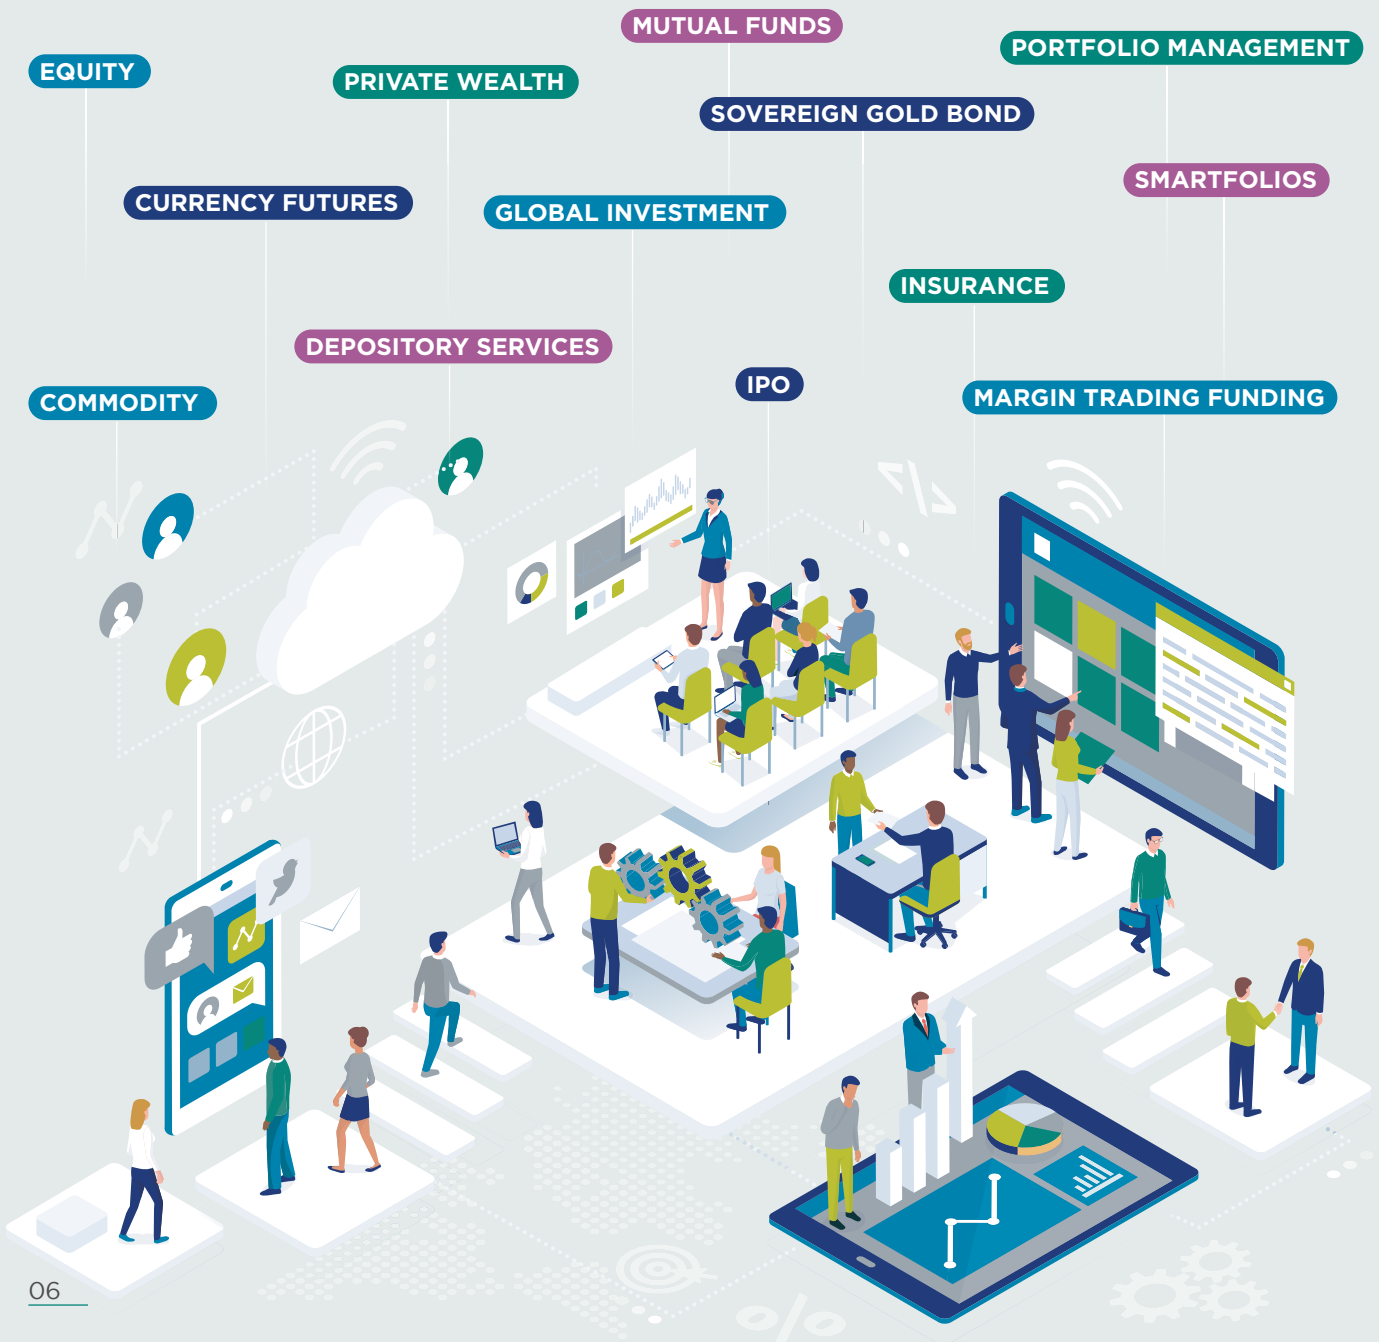 MUTUAL FUNDS
PORTFOLIO MANAGEMENT
EQUITY
PRIVATE WEALTH
SOVEREIGN GOLD BOND
SMARTFOLIOS
CURRENCY FUTURES
GLOBAL INVESTMENT
INSURANCE
DEPOSITORY SERVICES
IPO
MARGIN TRADING FUNDING
COMMODITY
</>
%
06